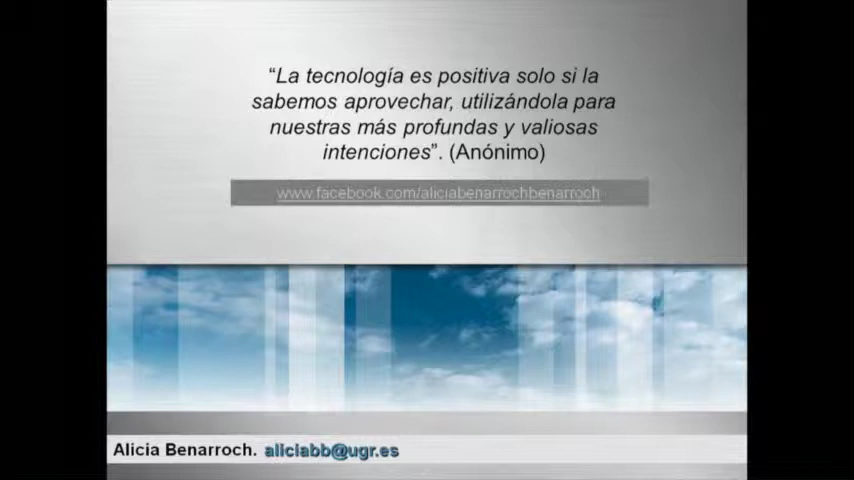 “La tecnología es positiva solo si la
sabemos aprovechar, utilizándola para
nuestras más profundas y valiosas
intenciones”. (Anónimo)
www.facebook.com/aliciabenarrochbenarroch
Alicia Benarroch. aliciabb@ugr.es